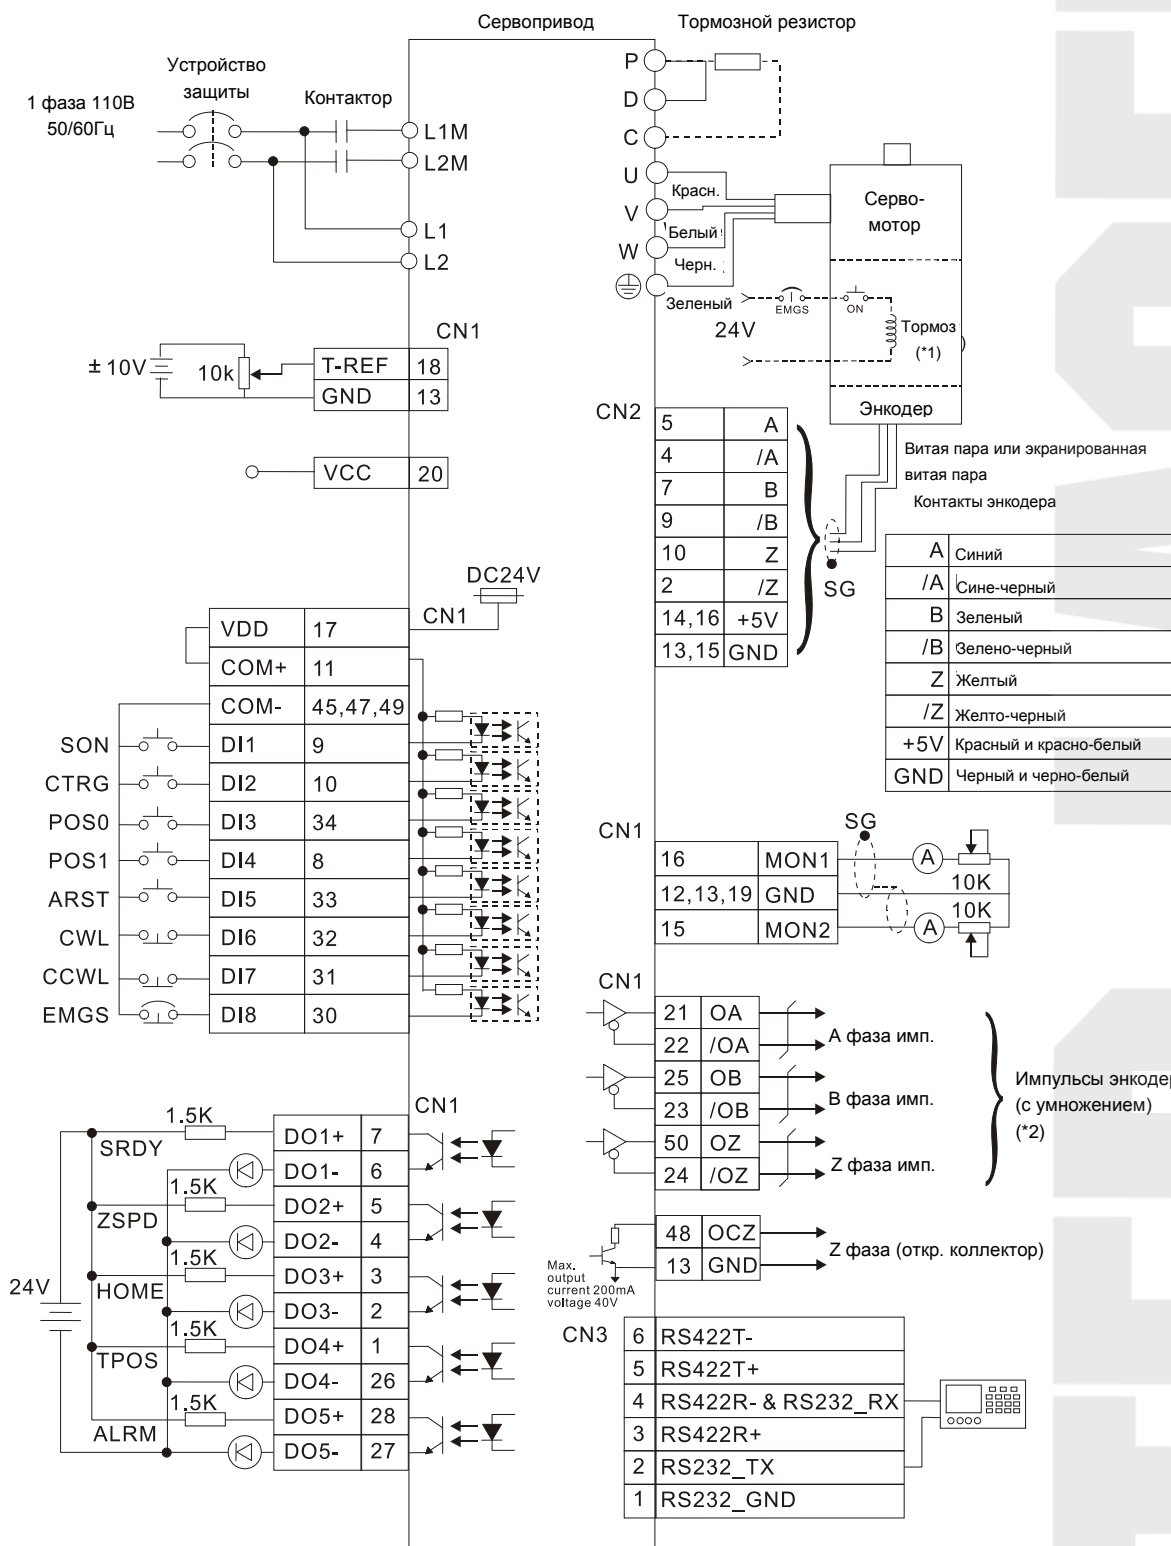 Сервопривод
Тормозной резистор
Устройство
защиты
1 фаза 110В
50/60Гц
Контактор
L1M
L2M
L1
L2
P
D
C
U
V
W
Красн.
Белый
Черн.
Зеленый
Серво-
мотор
24V
EMGS
ON
Тормоз
(*1)
Энкодер
CN1
± 10V
10k
T-REF 18
GND 13
VCC 20
CN2
5 A
4 /A
7 B
9 /B
10 Z
2 /Z
14,16 +5V
13,15 GND
SG
Витая пара или экранированная
витая пара
Контакты энкодера
A Синий
/A Сине-черный
B Зеленый
/B Зелено-черный
Z Желтый
/Z Желто-черный
+5V Красный и красно-белый
GND Черный и черно-белый
DC24V
CN1
VDD 17
COM+ 11
COM- 45,47,49
SON DI1 9
CTRG DI2 10
POS0 DI3 34
POS1 DI4 8
ARST DI5 33
CWL DI6 32
CCWL DI7 31
EMGS DI8 30
CN1
SG
16 MON1
12,13,19 GND
15 MON2
A
10K
10K
A
CN1
21 OA
22 /OA
А фаза имп.
25 OB
23 /OB
В фаза имп.
50 OZ
24 /OZ
Z фаза имп.
Импульсы энкодер
(с умножением)
(*2)
48 OCZ
13 GND
Z фаза (откр. коллектор)
Max.
output
current 200mA
voltage 40V
CN1
24V
1.5K
SRDY
DO1+ 7
DO1- 6
1.5K
ZSPD
DO2+ 5
DO2- 4
1.5K
HOME
DO3+ 3
DO3- 2
1.5K
TPOS
DO4+ 1
DO4- 26
1.5K
ALRM
DO5+ 28
DO5- 27
CN3
6 RS422T-
5 RS422T+
4 RS422R- & RS232_RX
3 RS422R+
2 RS232_TX
1 RS232_GND